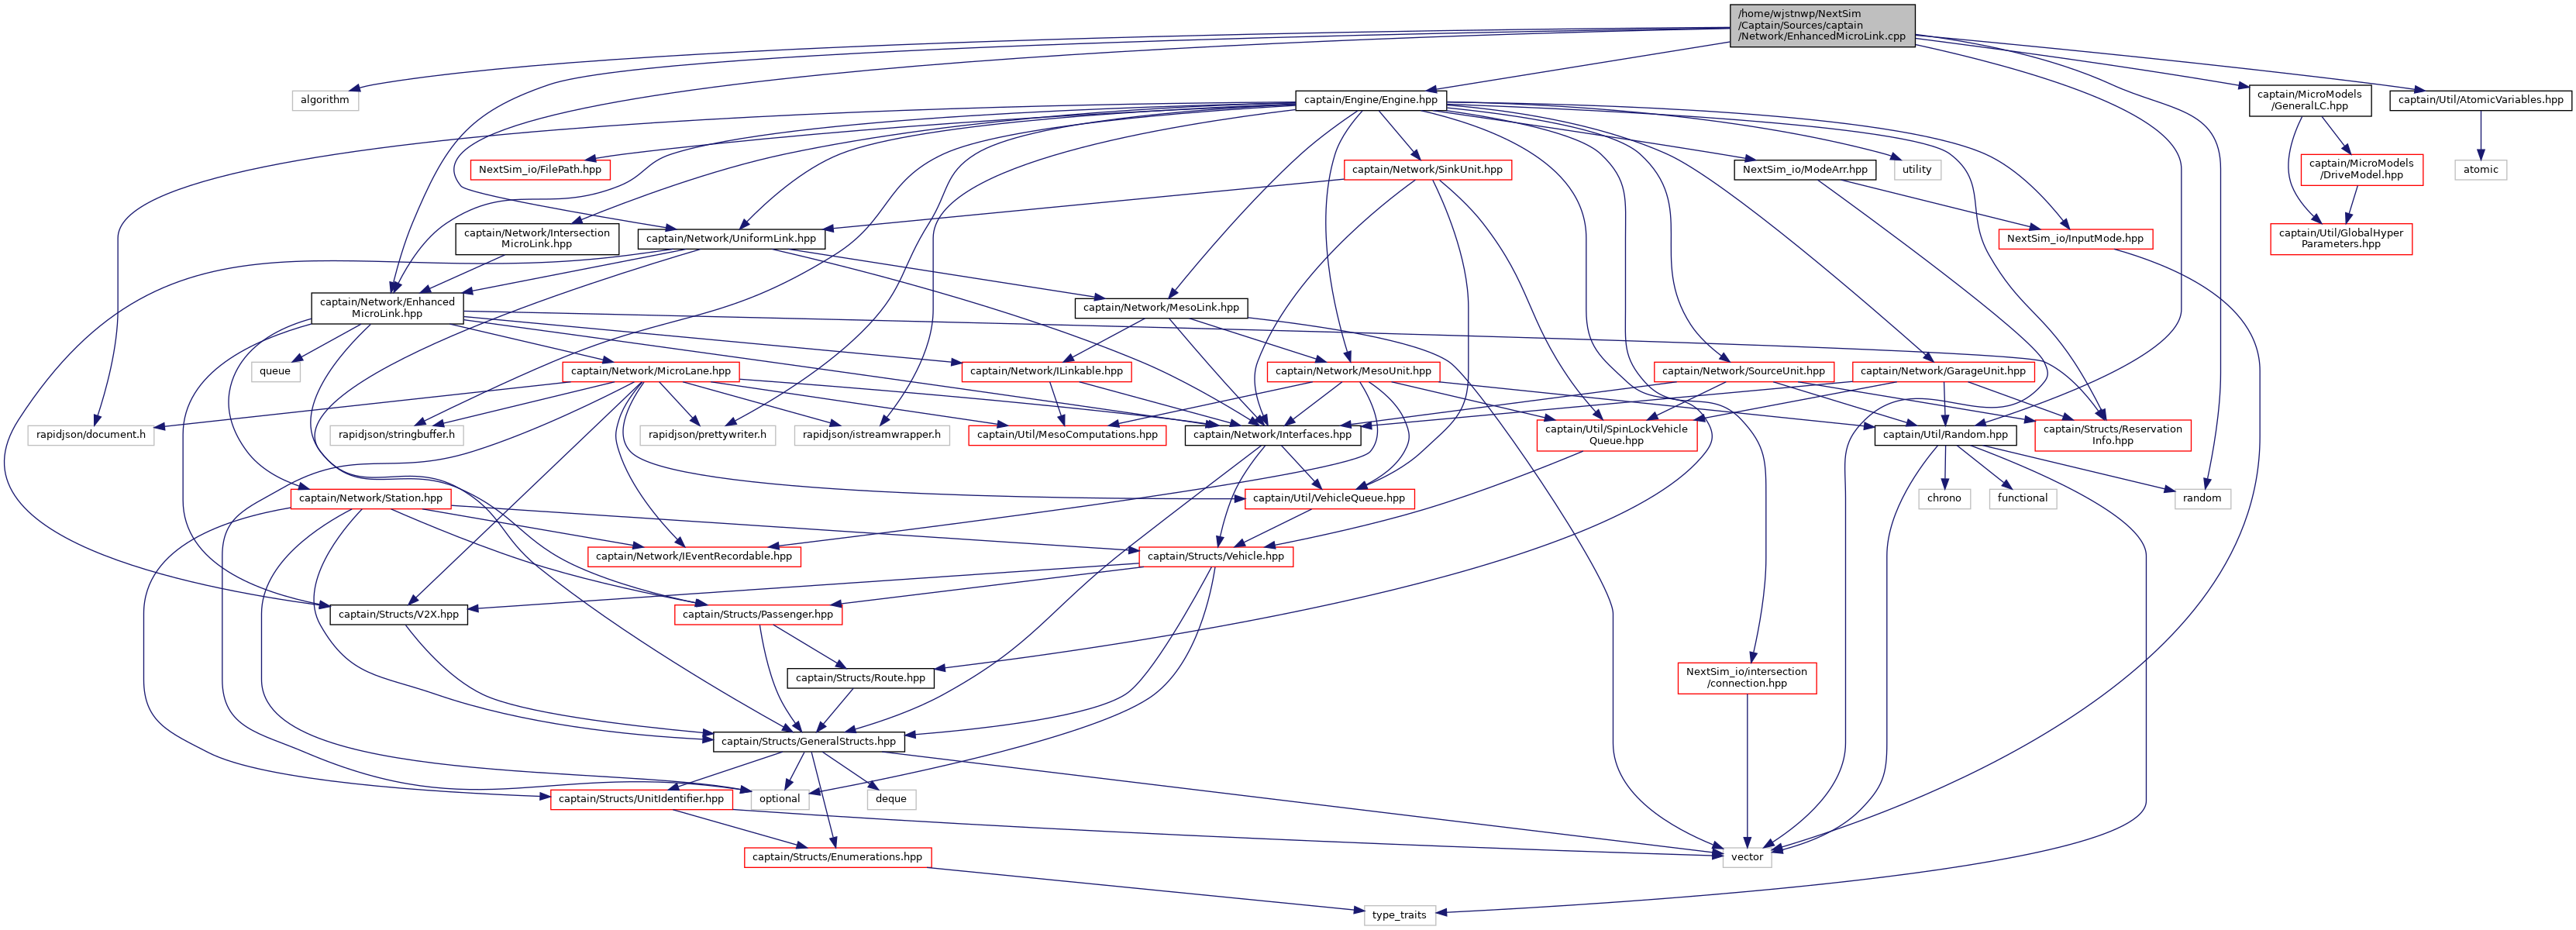 /home/wjstnwp/NextSim
/Captain/Sources/captain
/Network/EnhancedMicroLink.cpp
algorithm
captain/Engine/Engine.hpp
captain/MicroModels
/GeneralLC.hpp
captain/Util/AtomicVariables.hpp
NextSim_io/FilePath.hpp
captain/Network/SinkUnit.hpp
NextSim_io/ModeArr.hpp
utility
captain/MicroModels
/DriveModel.hpp
atomic
captain/Network/Intersection
MicroLink.hpp
captain/Network/UniformLink.hpp
NextSim_io/InputMode.hpp
captain/Util/GlobalHyper
Parameters.hpp
captain/Network/Enhanced
MicroLink.hpp
captain/Network/MesoLink.hpp
queue
captain/Network/MicroLane.hpp
captain/Network/ILinkable.hpp
captain/Network/MesoUnit.hpp
captain/Network/SourceUnit.hpp
captain/Network/GarageUnit.hpp
rapidjson/document.h
rapidjson/stringbuffer.h
rapidjson/prettywriter.h
rapidjson/istreamwrapper.h
captain/Util/MesoComputations.hpp
captain/Network/Interfaces.hpp
captain/Util/SpinLockVehicle
Queue.hpp
captain/Util/Random.hpp
captain/Structs/Reservation
Info.hpp
captain/Network/Station.hpp
captain/Util/VehicleQueue.hpp
chrono
functional
random
captain/Network/IEventRecordable.hpp
captain/Structs/Vehicle.hpp
captain/Structs/V2X.hpp
captain/Structs/Passenger.hpp
captain/Structs/Route.hpp
NextSim_io/intersection
/connection.hpp
captain/Structs/GeneralStructs.hpp
captain/Structs/UnitIdentifier.hpp
optional
deque
captain/Structs/Enumerations.hpp
vector
type_traits